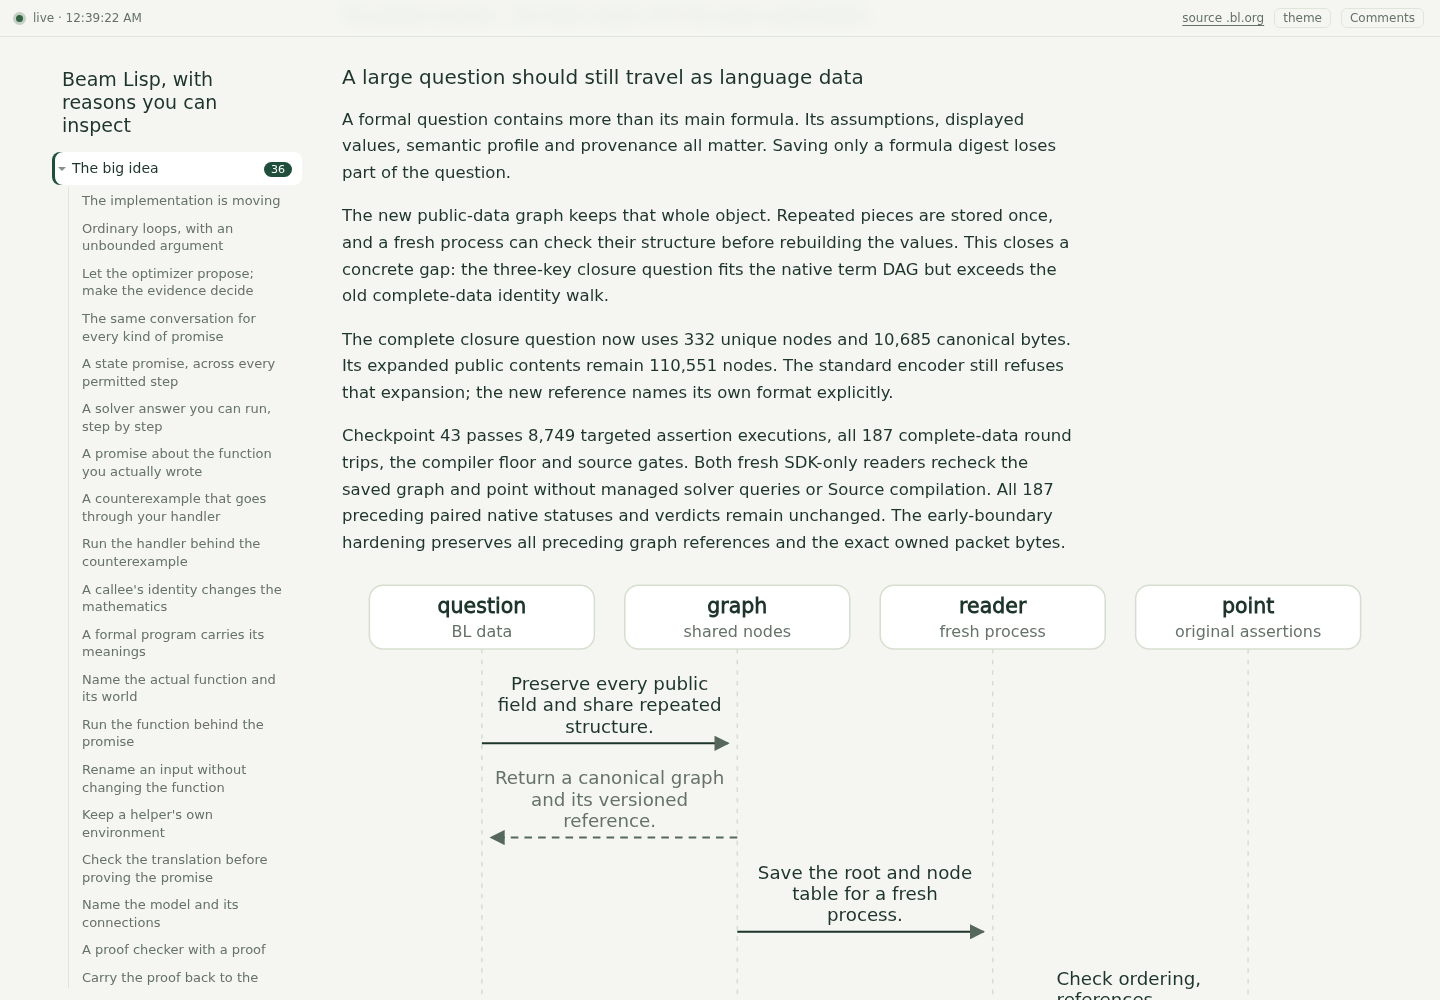 live · 12:39:22 AM
source .bl.org
theme
Comments
Beam Lisp, with
reasons you can
inspect
The big idea
36
The implementation is moving
Ordinary loops, with an
unbounded argument
Let the optimizer propose;
make the evidence decide
The same conversation for
every kind of promise
A state promise, across every
permitted step
A solver answer you can run,
step by step
A promise about the function
you actually wrote
A counterexample that goes
through your handler
Run the handler behind the
counterexample
A callee's identity changes the
mathematics
A formal program carries its
meanings
Name the actual function and
its world
Run the function behind the
promise
Rename an input without
changing the function
Keep a helper's own
environment
Check the translation before
proving the promise
Name the model and its
connections
A proof checker with a proof
Carry the proof back to the
A large question should still travel as language data
A formal question contains more than its main formula. Its assumptions, displayed
values, semantic profile and provenance all matter. Saving only a formula digest loses
part of the question.
The new public-data graph keeps that whole object. Repeated pieces are stored once,
and a fresh process can check their structure before rebuilding the values. This closes a
concrete gap: the three-key closure question fits the native term DAG but exceeds the
old complete-data identity walk.
The complete closure question now uses 332 unique nodes and 10,685 canonical bytes.
Its expanded public contents remain 110,551 nodes. The standard encoder still refuses
that expansion; the new reference names its own format explicitly.
Checkpoint 43 passes 8,749 targeted assertion executions, all 187 complete-data round
trips, the compiler floor and source gates. Both fresh SDK-only readers recheck the
saved graph and point without managed solver queries or Source compilation. All 187
preceding paired native statuses and verdicts remain unchanged. The early-boundary
hardening preserves all preceding graph references and the exact owned packet bytes.
question
BL data
graph
shared nodes
reader
fresh process
point
original assertions
Preserve every public
field and share repeated
structure.
Return a canonical graph
and its versioned
reference.
Save the root and node
table for a fresh
process.
Check ordering,
references